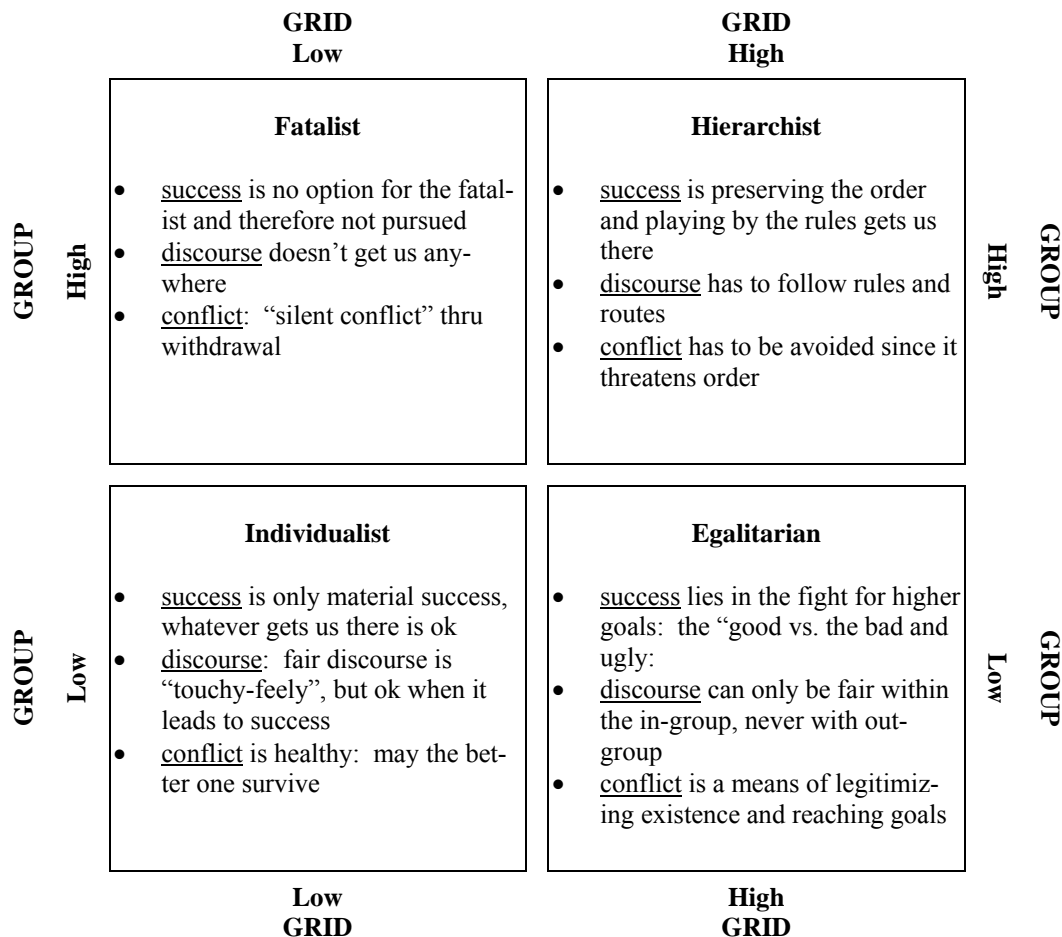 GRID
Low
GRID
High
GROUP
High
Fatalist
• success is no option for the fatal-
ist and therefore not pursued
• discourse doesn’t get us any-
where
• conflict: “silent conflict” thru
withdrawal
Hierarchist
• success is preserving the order
and playing by the rules gets us
there
• discourse has to follow rules and
routes
• conflict has to be avoided since it
threatens order
High
GROUP
GROUP
Low
Individualist
• success is only material success,
whatever gets us there is ok
• discourse: fair discourse is
“touchy-feely”, but ok when it
leads to success
• conflict is healthy: may the bet-
ter one survive
Egalitarian
• success lies in the fight for higher
goals: the “good vs. the bad and
ugly:
• discourse can only be fair within
the in-group, never with out-
group
• conflict is a means of legitimiz-
ing existence and reaching goals
Low
GROUP
Low
GRID
High
GRID